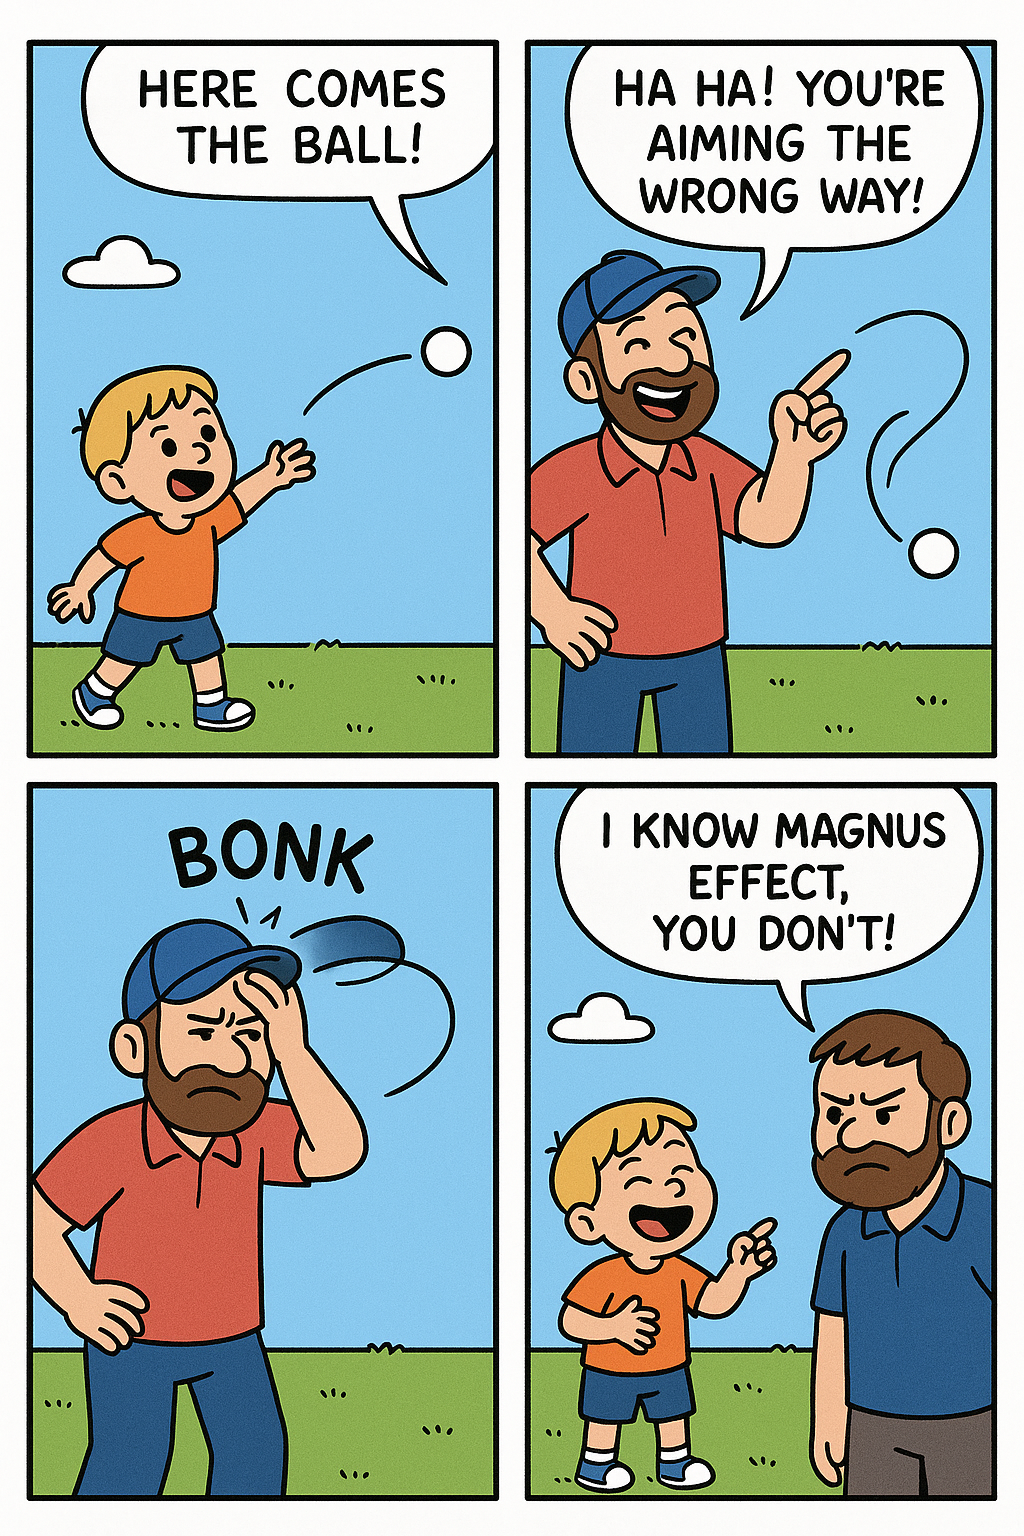 HERE COMES
THE BALL!
HA HA! YOU'RE
AIMING THE
WRONG WAY!
BONK
I KNOW MAGNUS
EFFECT,
YOU DON'T!